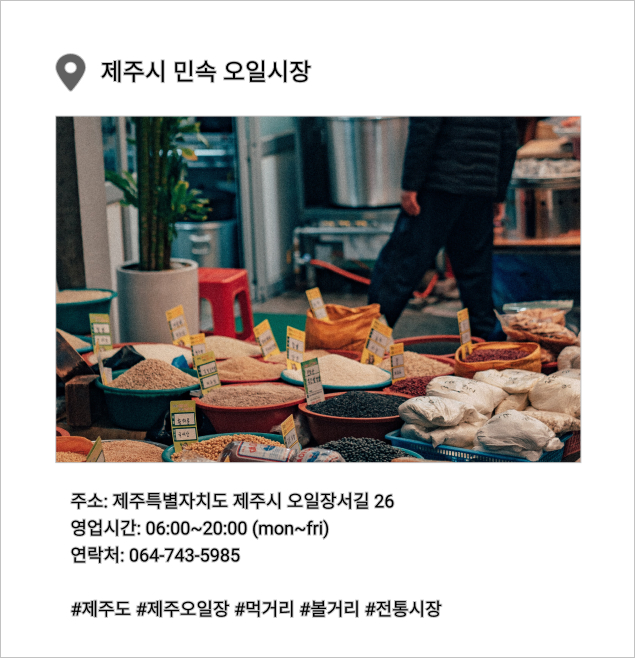 제주시 민속 오일시장
주소: 제주특별자치도 제주시 오일장서길 26
영업시간: 06:00~20:00 (mon~fri)
연락처: 064-743-5985
#제주도 #제주오일장 #먹거리 #볼거리 #전통시장